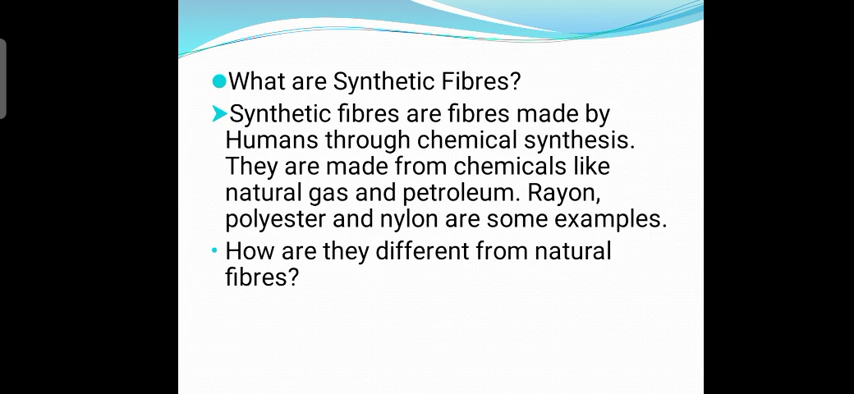 What are Synthetic Fibres?
Synthetic fibres are fibres made by
Humans through chemical synthesis.
They are made from chemicals like
natural gas and petroleum. Rayon,
polyester and nylon are some examples.
How are they different from natural
fibres?